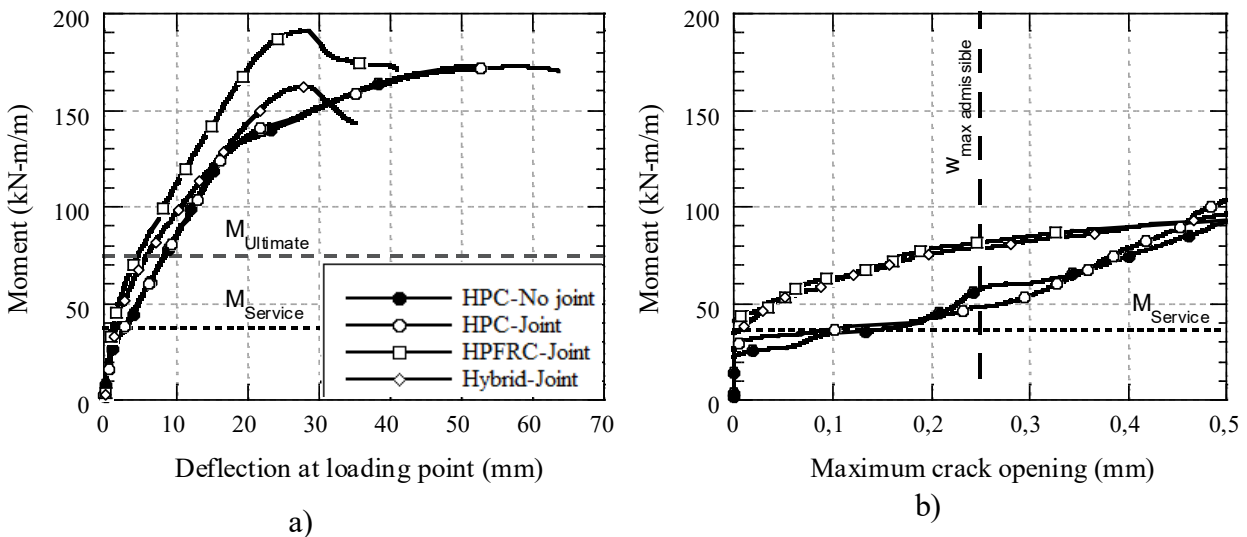 200
150
100
50
0
Moment (kN-m/m)
M Ultimate
M Service
HPC-No joint
HPC-Joint
HPFRC-Joint
Hybrid-Joint
0 10 20 30 40 50 60 70
Deflection at loading point (mm)
a)
200
150
100
50
0
Moment (kN-m/m)
w max admissible
M Service
0 0,1 0,2 0,3 0,4 0,5
Maximum crack opening (mm)
b)